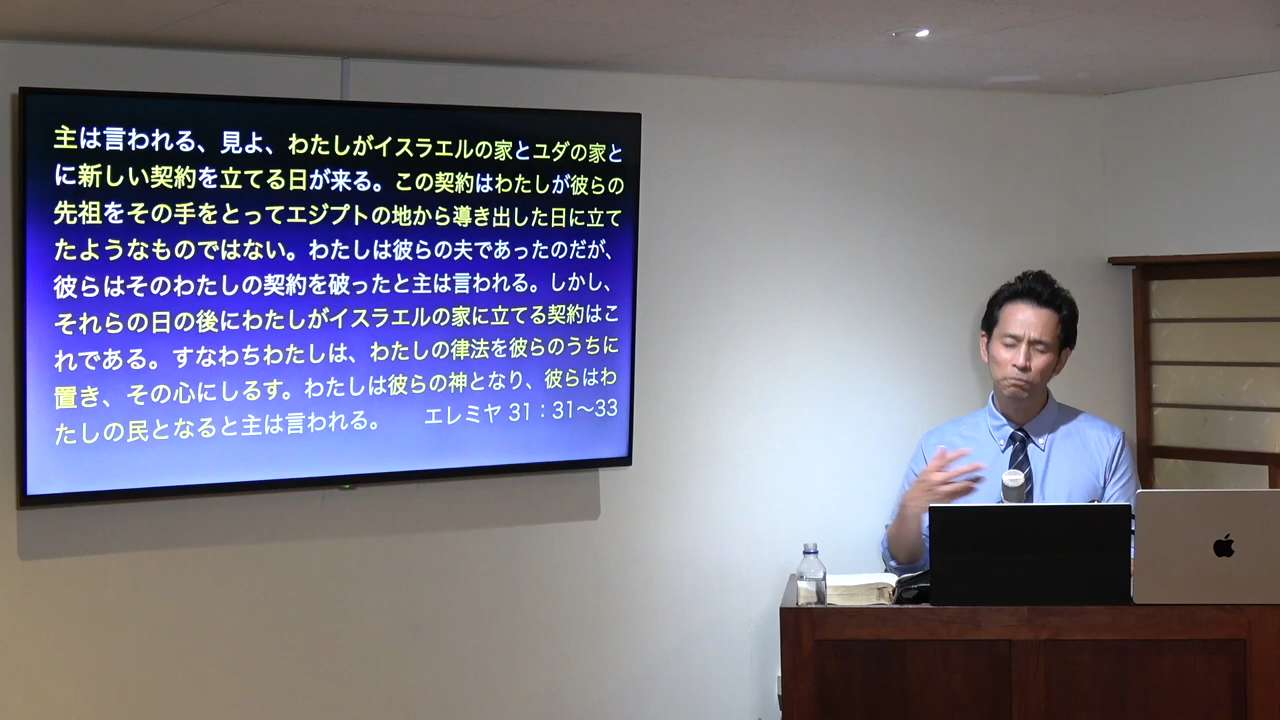 主は言われる、見よ、わたしがイスラエルの家とユダの家と
に新しい契約を立てる日が来る。この契約はわたしが彼らの
先祖をその手をとってエジプトの地から導き出した日に立て
たようなものではない。わたしは彼らの夫であったのだが、
彼らはそのわたしの契約を破ったと主は言われる。しかし、
それらの日の後にわたしがイスラエルの家に立てる契約はこ
れである。すなわちわたしは、わたしの律法を彼らのうちに
置き、その心にしるす。わたしは彼らの神となり、彼らはわ
たしの民となると主は言われる。 エレミヤ 31：31〜33